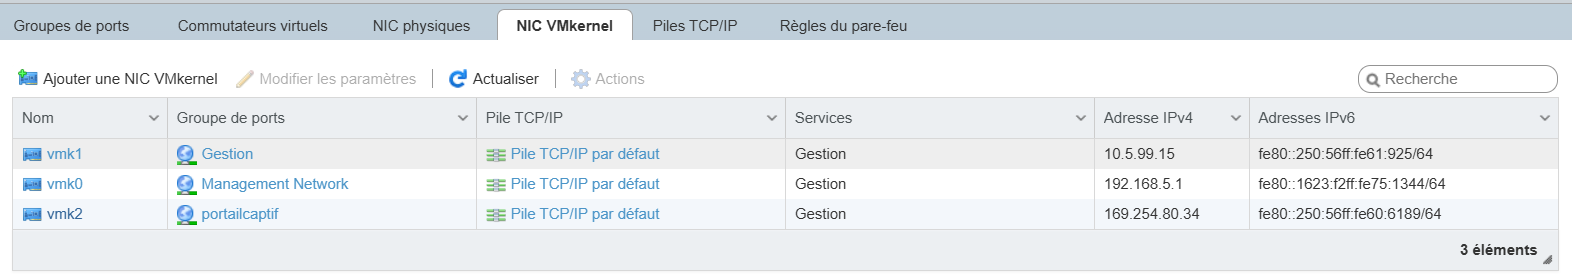 Groupes de ports Commutateurs virtuels NIC physiques NIC VMkernel Piles TCP/IP Règles du pare-feu
Ajouter une NIC VMkernel Modifier les paramètres Actualiser Actions Recherche
Nom Groupe de ports Pile TCP/IP Services Adresse IPv4 Adresses IPv6
vmk1 Gestion Pile TCP/IP par défaut Gestion 10.5.99.15 fe80::250:56ff:fe61:925/64
vmk0 Management Network Pile TCP/IP par défaut Gestion 192.168.5.1 fe80::1623:f2ff:fe75:1344/64
vmk2 portailcaptif Pile TCP/IP par défaut Gestion 169.254.80.34 fe80::250:56ff:fe60:6189/64
3 éléments